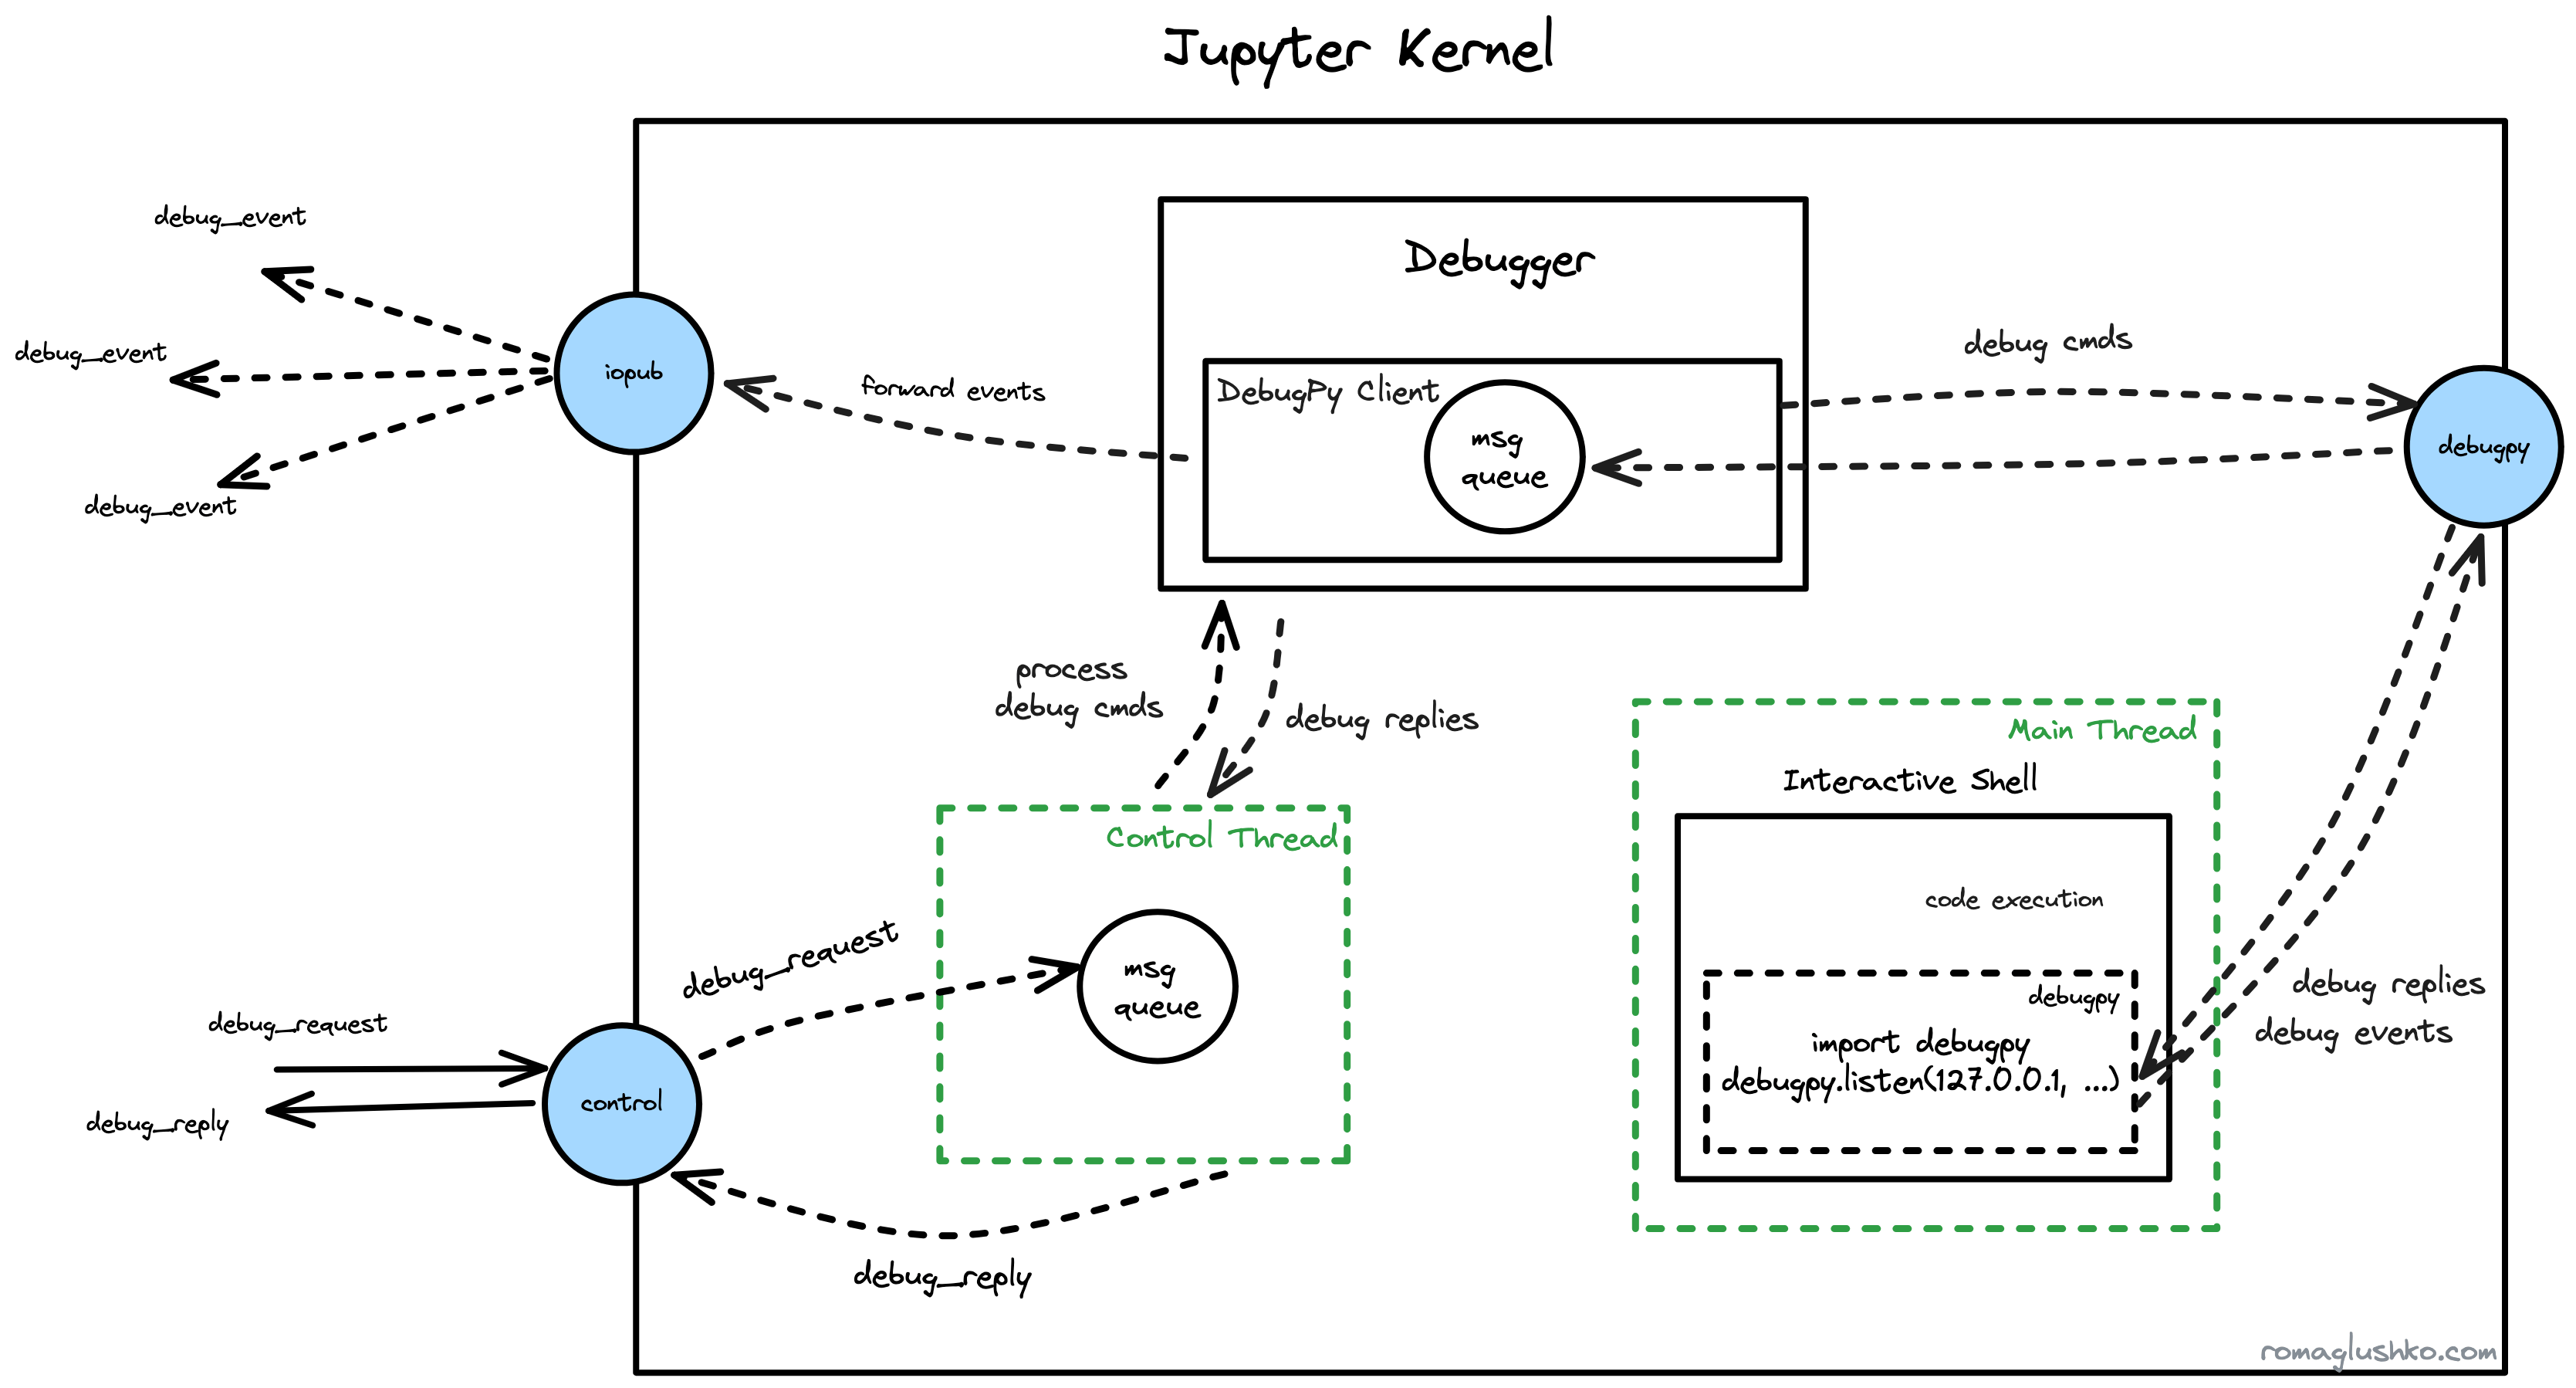 Jupyter Kernel
debug_event
debug_event
debug_event
iopub
forward events
Debugger
DebugPy Client
msg
queue
debug cmds
debugpy
process
debug cmds
debug replies
Control Thread
msg
queue
debug_request
debug_request
debug_reply
control
debug_reply
Main Thread
Interactive Shell
code execution
debugpy
import debugpy
debugpy.listen(127.0.0.1, ...)
debug replies
debug events
romaglushko.com